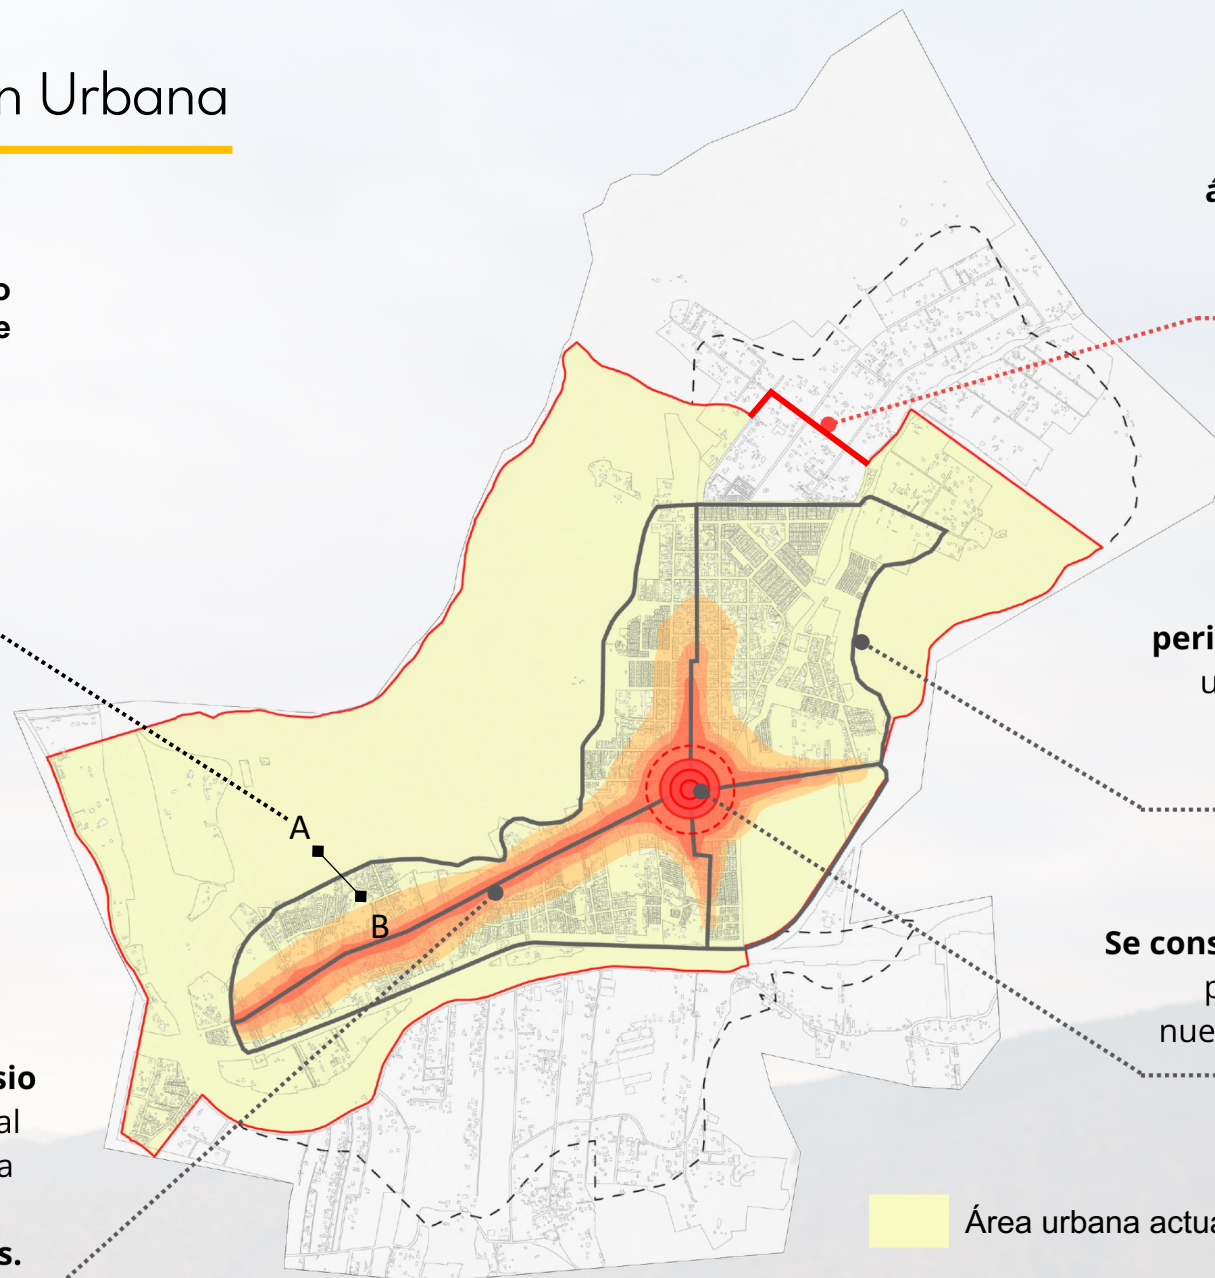 n Urbana
á
o
e
peri
u
A
B
Se cons
p
nue
sio
al
a
s.
Área urbana actua